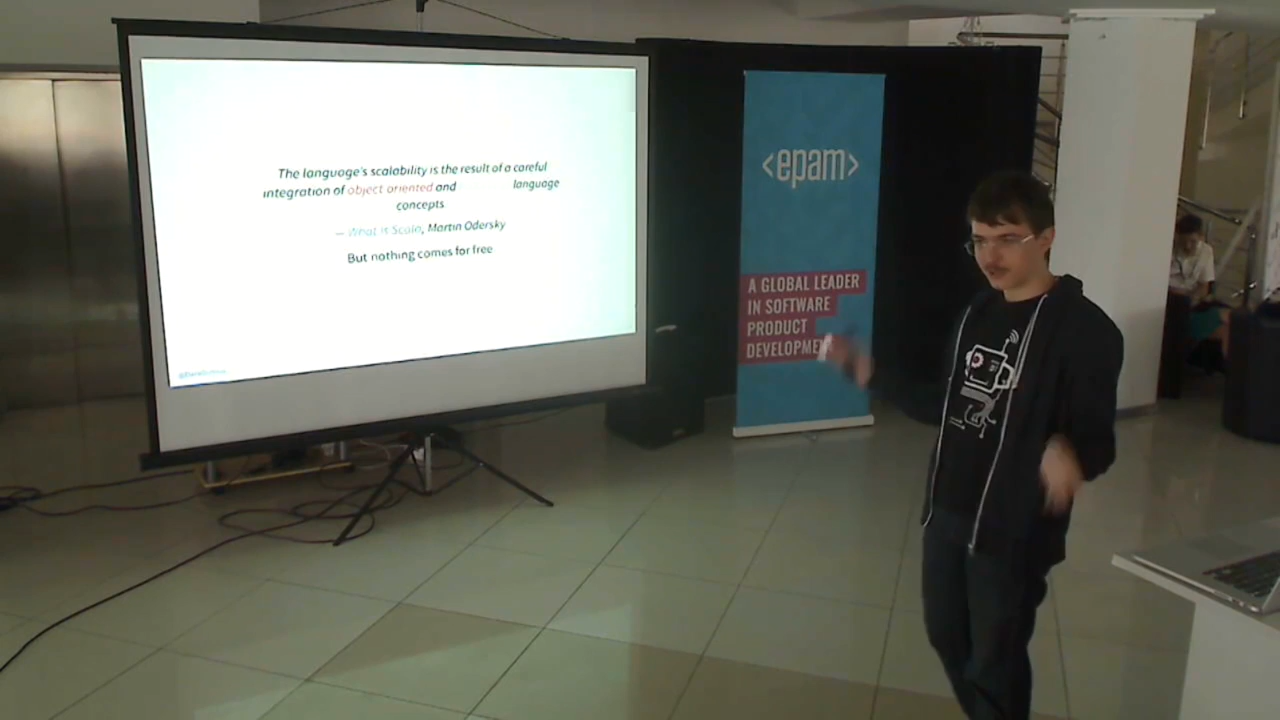 The language's scalability is the result of a careful
integration of object oriented and language
concepts
— What is Scala, Martin Odersky
But nothing comes for free
<epam>
A GLOBAL LEADER
IN SOFTWARE
PRODUCT
DEVELOPMENT